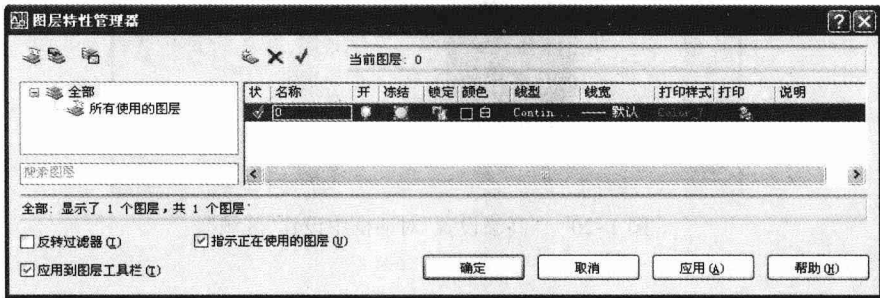 图层特性管理器
当前图层: 0
全部
所有使用的图层
状 名称 开 冻结 锁定 颜色 线型 线宽 打印样式 打印 说明
0 白 Contin... 默认 Color_7
搜索图层
全部: 显示了 1 个图层，共 1 个图层
反转过滤器(I)
指示正在使用的图层(U)
应用到图层工具栏(T)
确定 取消 应用(A) 帮助(H)